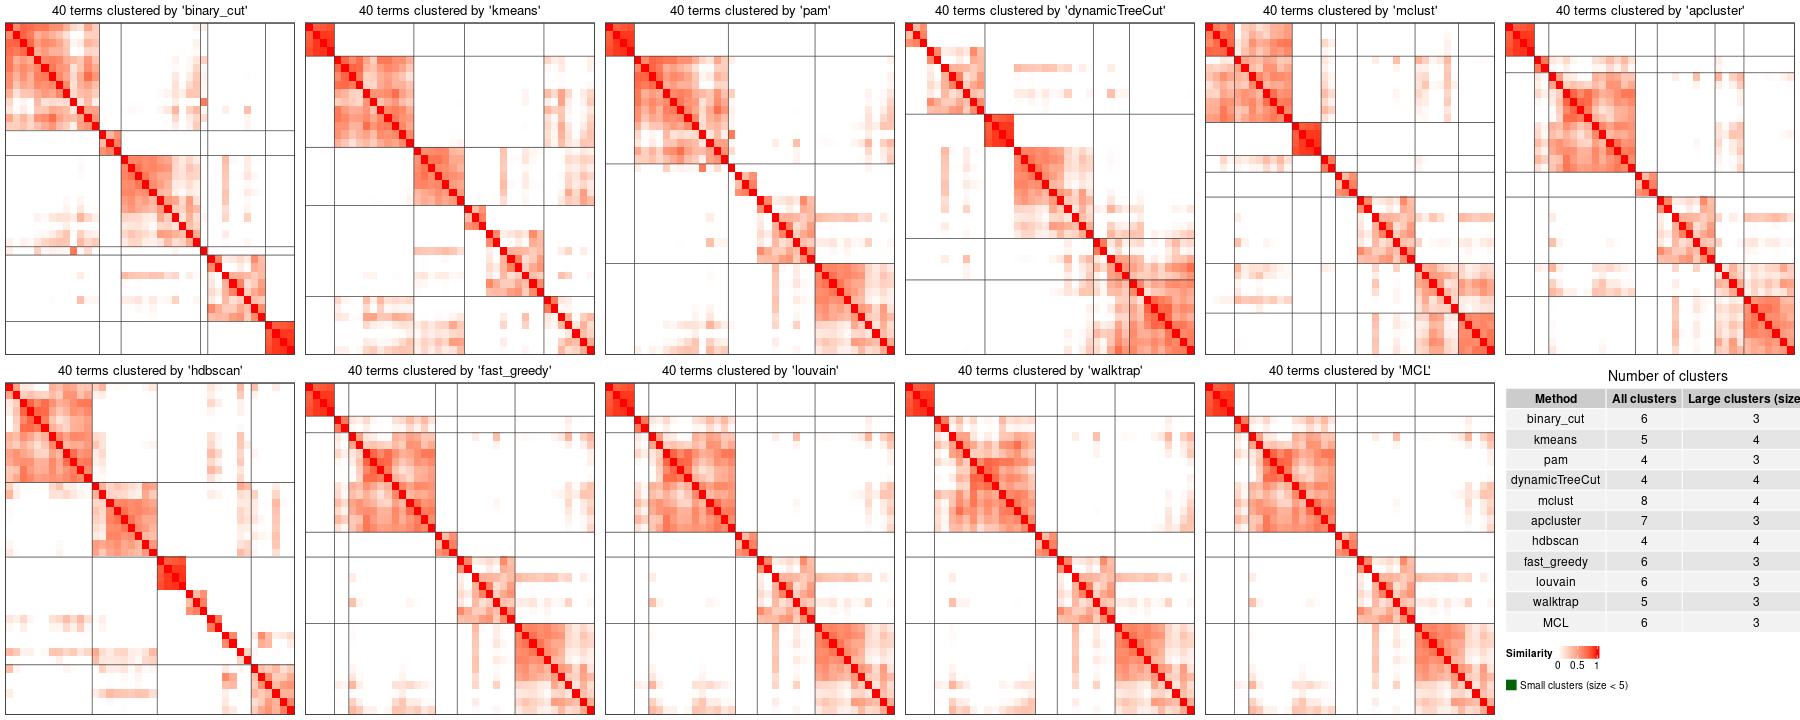 40 terms clustered by 'binary_cut'
40 terms clustered by 'kmeans'
40 terms clustered by 'pam'
40 terms clustered by 'dynamicTreeCut'
40 terms clustered by 'mclust'
40 terms clustered by 'apcluster'
40 terms clustered by 'hdbscan'
40 terms clustered by 'fast_greedy'
40 terms clustered by 'louvain'
40 terms clustered by 'walktrap'
40 terms clustered by 'MCL'
Number of clusters
Method All clusters Large clusters (size
binary_cut 6 3
kmeans 5 4
pam 4 3
dynamicTreeCut 4 4
mclust 8 4
apcluster 7 3
hdbscan 4 4
fast_greedy 6 3
louvain 6 3
walktrap 5 3
MCL 6 3
Similarity
0 0.5 1
Small clusters (size < 5)